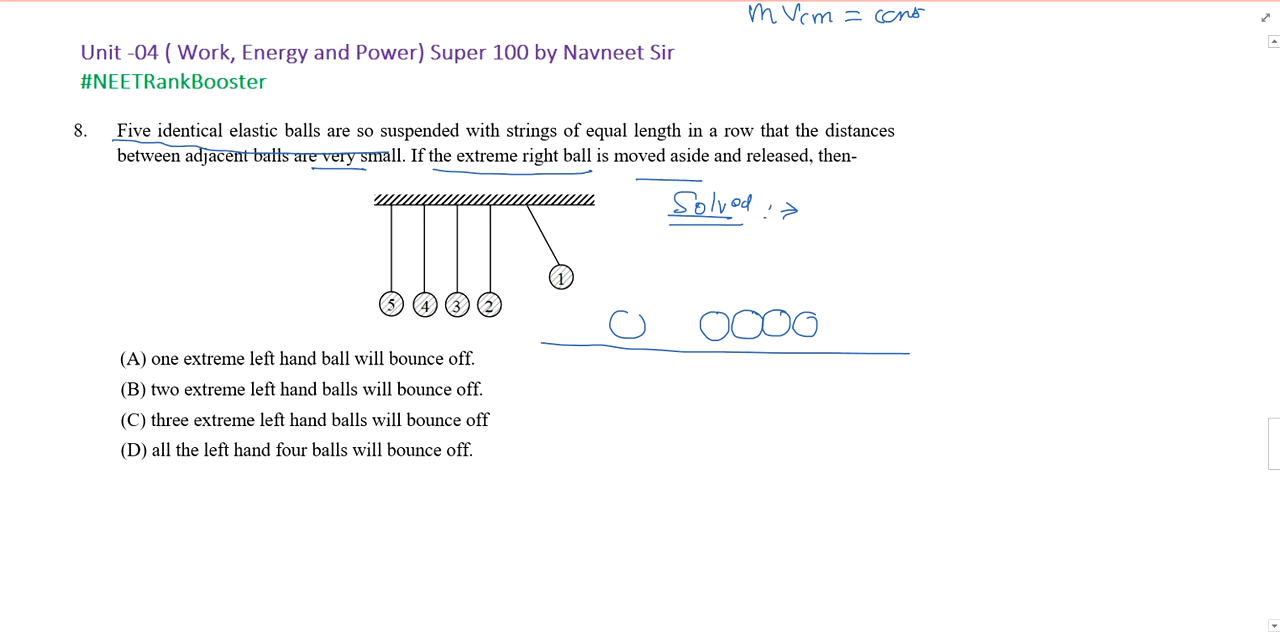 m Vcm = const
Unit -04 ( Work, Energy and Power) Super 100 by Navneet Sir
#NEETRankBooster
8. Five identical elastic balls are so suspended with strings of equal length in a row that the distances
between adjacent balls are very small. If the extreme right ball is moved aside and released, then-
Solved :⇒
1
5 4 3 2
(A) one extreme left hand ball will bounce off.
(B) two extreme left hand balls will bounce off.
(C) three extreme left hand balls will bounce off
(D) all the left hand four balls will bounce off.